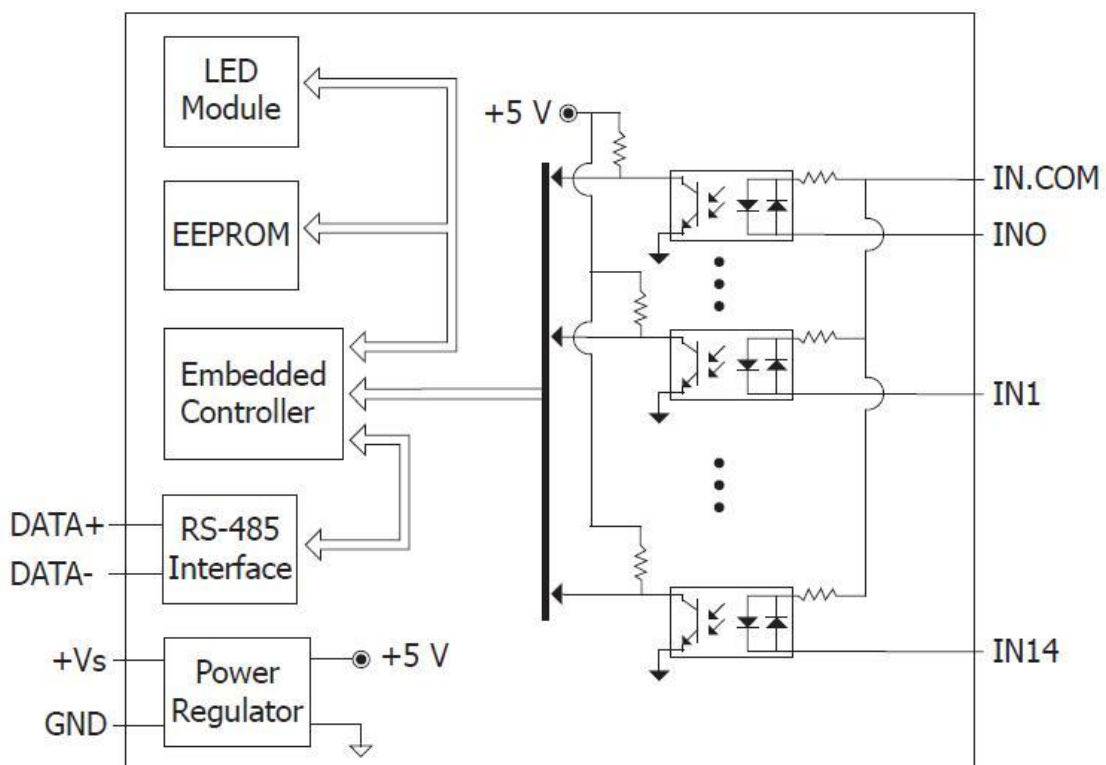 LED
Module
EEPROM
Embedded
Controller
RS-485
Interface
Power
Regulator
DATA+
DATA-
+Vs
GND
+5 V
+5 V
IN.COM
INO
IN1
IN14